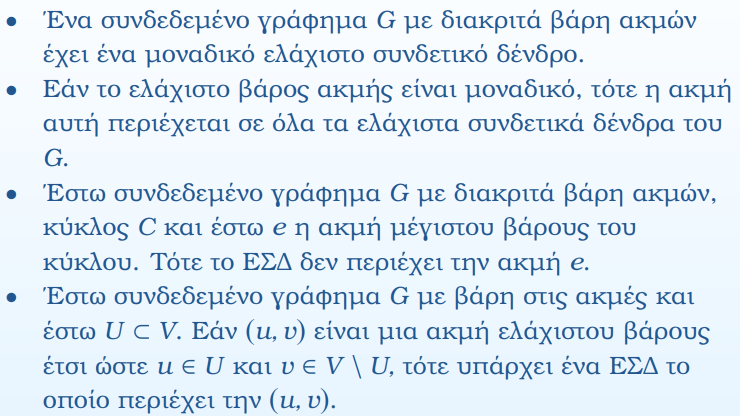 • Ένα συνδεδεμένο γράφημα G με διακριτά βάρη ακμών
έχει ένα μοναδικό ελάχιστο συνδετικό δένδρο.
• Εάν το ελάχιστο βάρος ακμής είναι μοναδικό, τότε η ακμή
αυτή περιέχεται σε όλα τα ελάχιστα συνδετικά δένδρα του
G.
• Έστω συνδεδεμένο γράφημα G με διακριτά βάρη ακμών,
κύκλος C και έστω e η ακμή μέγιστου βάρους του
κύκλου. Τότε το ΕΣΔ δεν περιέχει την ακμή e.
• Έστω συνδεδεμένο γράφημα G με βάρη στις ακμές και
έστω U ⊂ V. Εάν (u, v) είναι μια ακμή ελάχιστου βάρους
έτσι ώστε u ∈ U και v ∈ V \ U, τότε υπάρχει ένα ΕΣΔ το
οποίο περιέχει την (u, v).